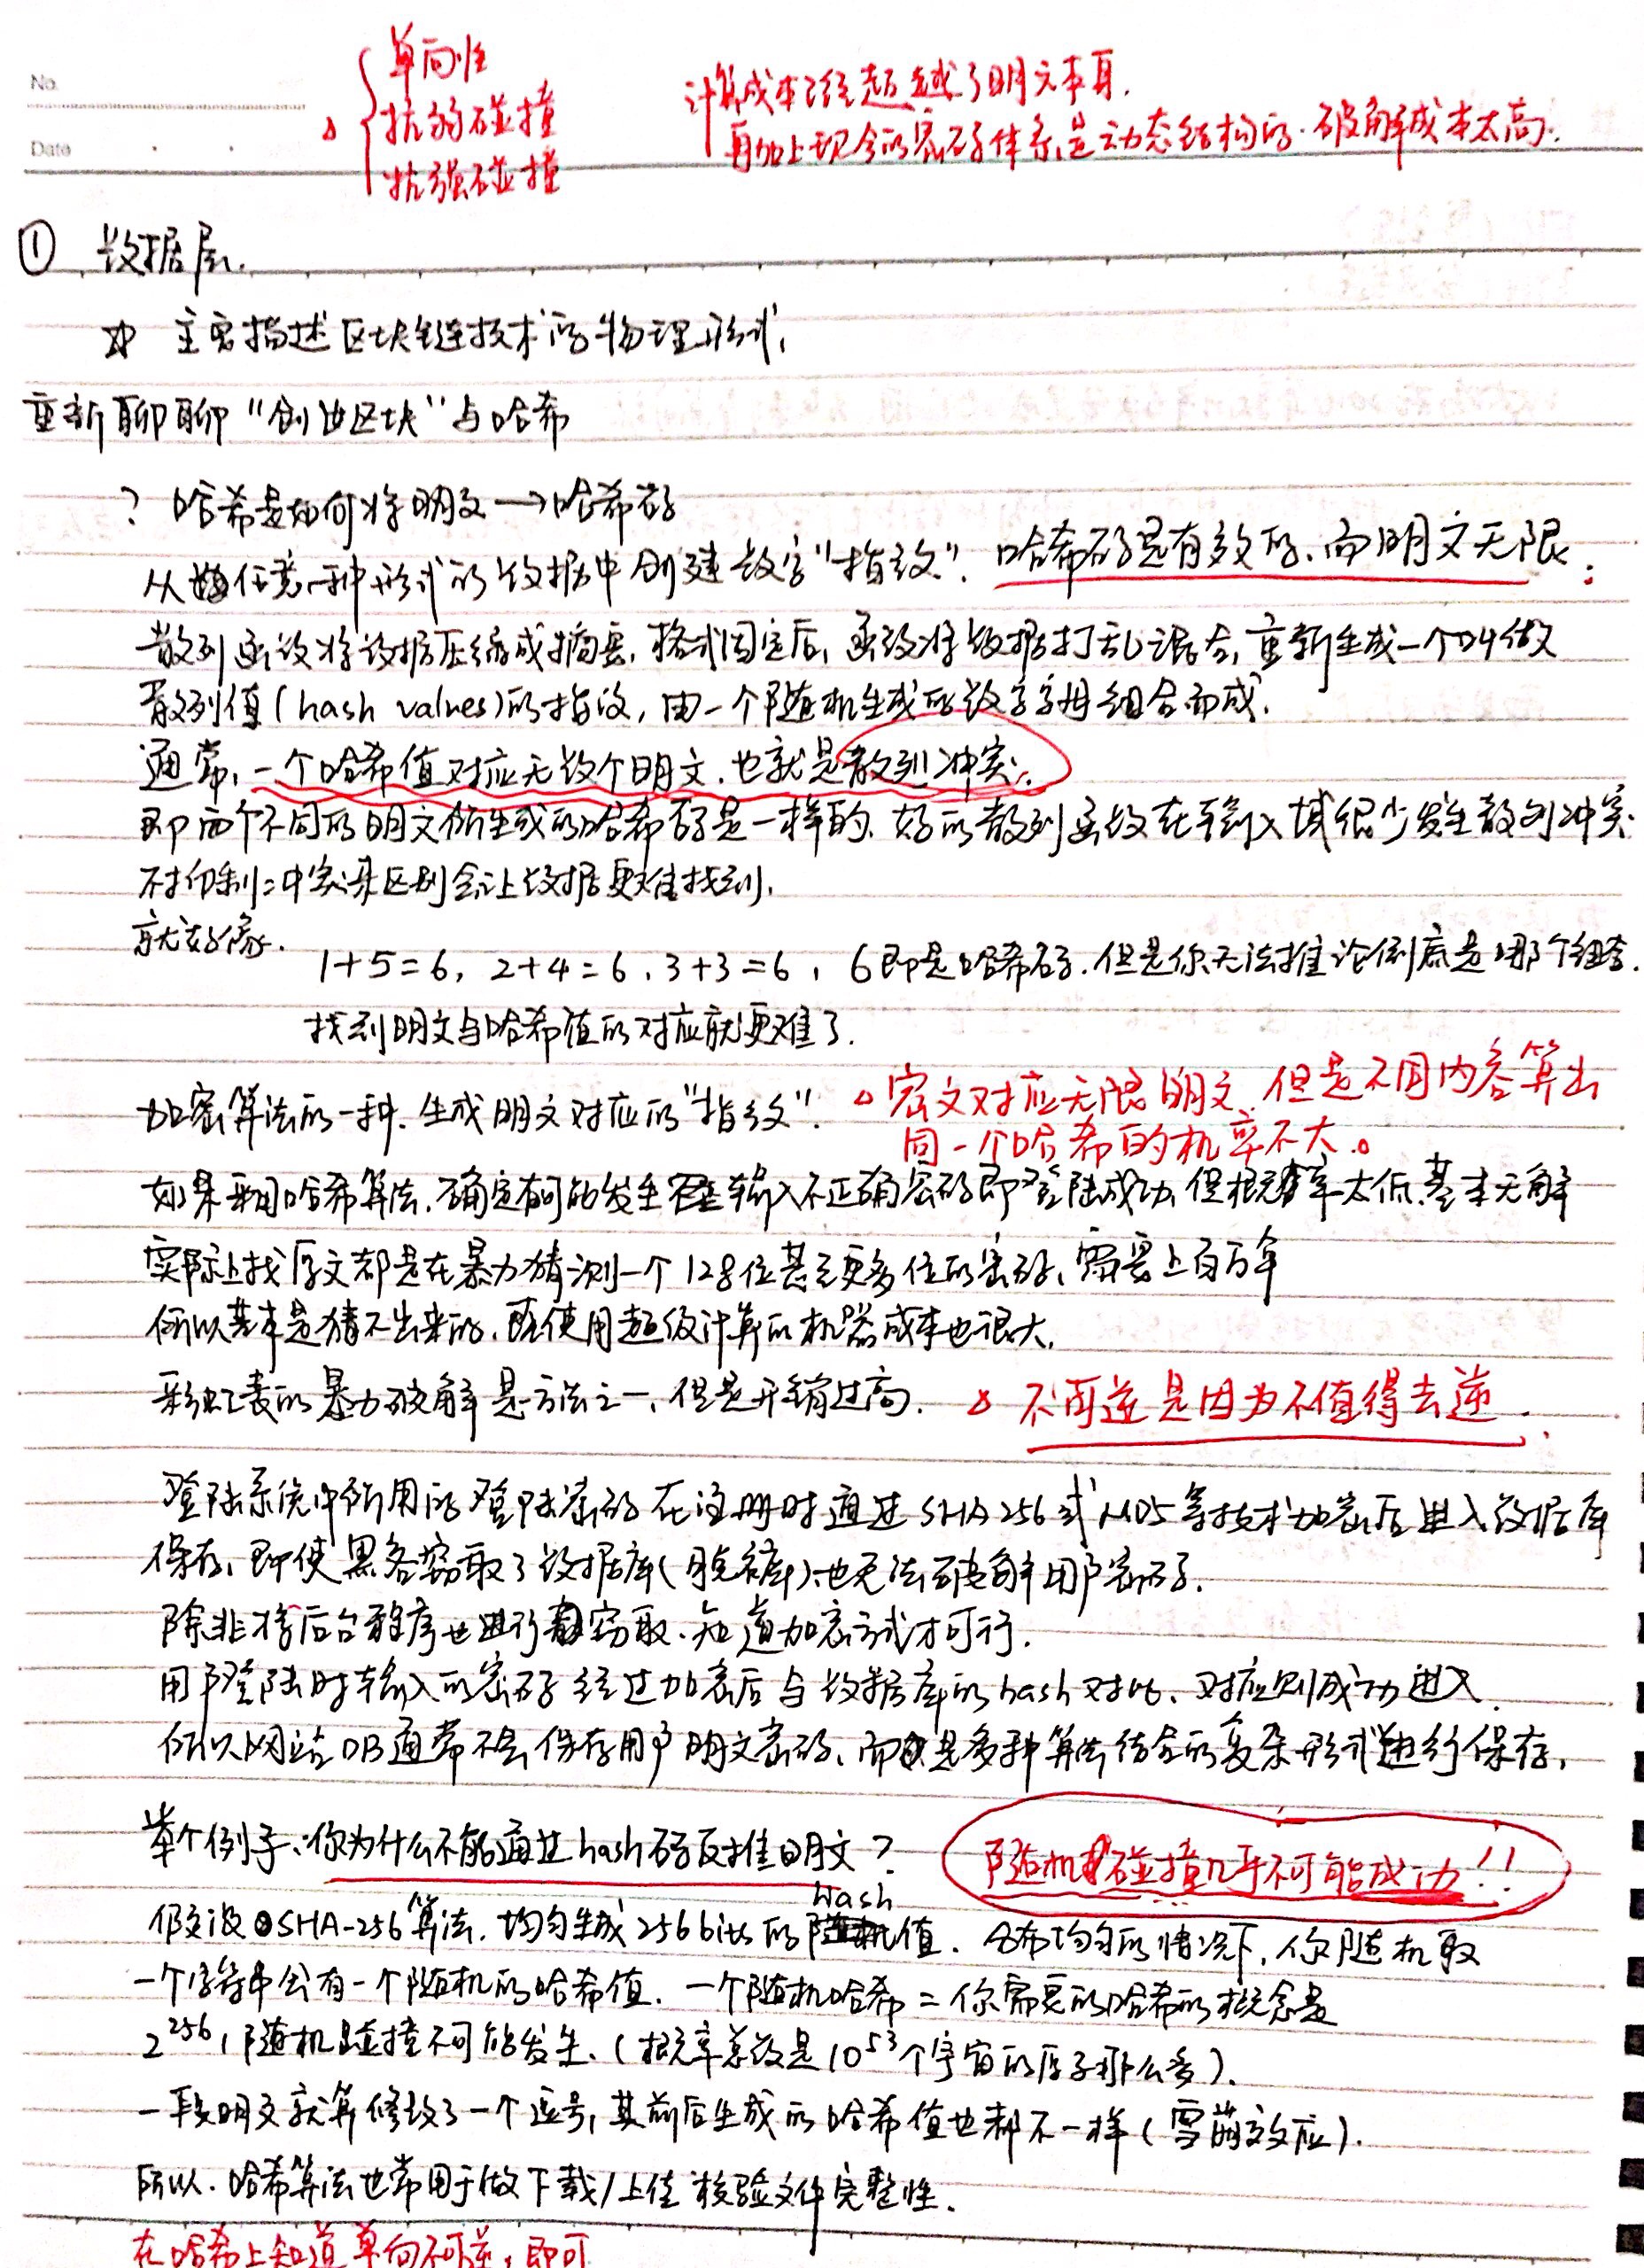 No.
Date
单向性
抗弱碰撞
抗强碰撞
计算成本已经超越了明文本身.
再加上现今的密码体系是动态结构的.破解成本太高.
① 数据层.
主要描述区块链技术的物理形式,
重新聊聊"创世区块"与哈希
? 哈希是如何将明文→哈希码
从任意一种形式的数据中创建数字"指纹". 哈希码是有数的.而明文无限.
散列函数将数据压缩成摘要,格式固定后,函数将数据打乱混合,重新生成一个叫做
散列值(hash values)的指纹,由一个随机生成的数字字母组合而成.
通常,一个哈希值对应无数个明文.也就是散列冲突.
即两个不同的明文所生成的哈希码是一样的.好的散列函数在输入域很少发生散列冲突.
不抑制冲突来区别会让数据更难找到,
就好像.
1+5=6, 2+4=6, 3+3=6, 6即是哈希码.但是你无法推论倒底是哪个组合.
找到明文与哈希值的对应就更难了.
加密算法的一种.生成明文对应的"指纹".
密文对应无限明文,但是不同内容算出
同一个哈希的机率不大。
如果采用哈希算法.确定有可能发生输入不正确密码即登陆成功,但概率太低.基本无解
实际上找原文都是在暴力猜测一个128位甚至更多位的密码,需要上百万年
所以基本是猜不出来的.既使用超级计算的机器成本也很大.
彩虹表的暴力破解是方法之一,但是开销过高.
不可逆是因为不值得去逆.
登陆系统中所用的登陆密码在注册时通过SHA256或MD5等技术加密后进入数据库
保存,即使黑客窃取了数据库(脱裤),也无法破解用户密码.
除非将后台程序也进行窃取.知道加密方式才可行.
用户登陆时输入的密码经过加密后与数据库的hash对比、对应则成功进入.
所以网站DB通常不会保存用户明文密码、而是多种算法结合的复杂形式进行保存,
举个例子:你为什么不能通过hash码反推明文?
随机碰撞几乎不可能成功!!
hash
假设SHA-256算法.均匀生成256bits的值. 分布均匀的情况下,你随机取
一个字符串会有一个随机的哈希值. 一个随机哈希=你需要的哈希的概念是
2²⁵⁶,随机碰撞不可能发生.(概率总数是10⁵³个宇宙的原子那么多).
一段明文就算修改了一个逗号,其前后生成的哈希值也都不一样(雪崩效应).
所以.哈希算法也常用于做下载/上传校验文件完整性.
在哈希上知道单向不可逆,即可